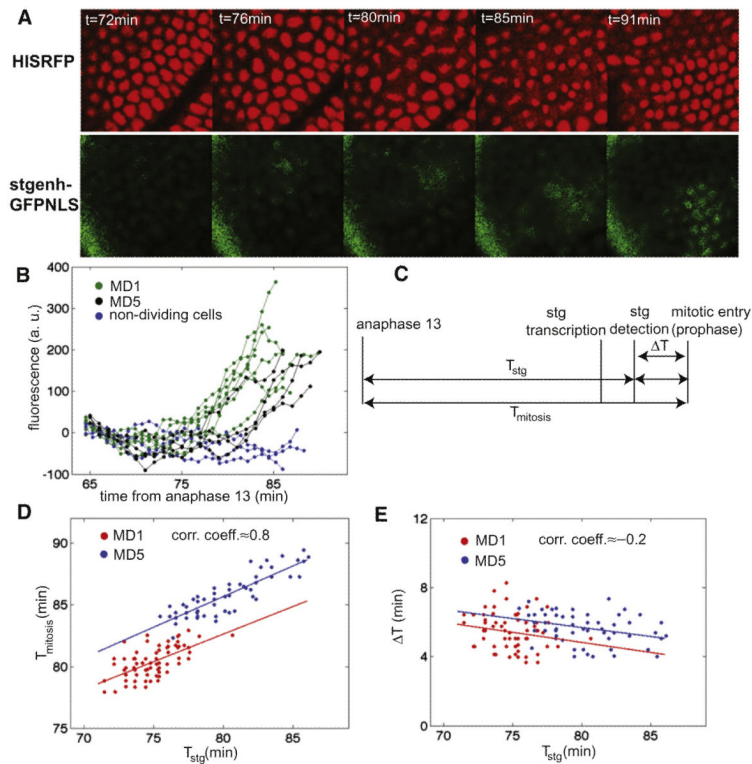 A
t=72min t=76min t=80min t=85min t=91min
HISRFP
stgenh-
GFPNLS
B
400
300
200
100
0
-100
fluorescence (a. u.)
MD1
MD5
non-dividing cells
65 75 85
time from anaphase 13 (min)
C
anaphase 13
stg
transcription
stg
detection
mitotic entry
(prophase)
ΔT
Tstg
Tmitosis
D
90
85
80
75
Tmitosis
(min)
MD1
MD5
corr. coeff.≈0.8
70 75 80 85
Tstg(min)
E
12
8
4
0
ΔT (min)
MD1
MD5
corr. coeff.≈−0.2
70 75 80 85
Tstg(min)